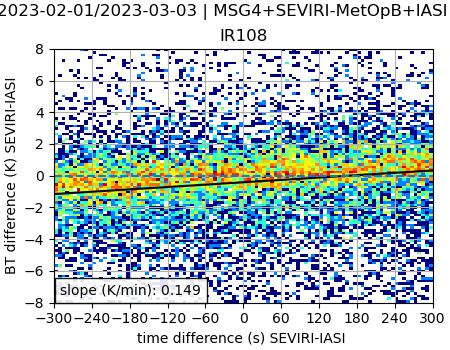 2023-02-01/2023-03-03 | MSG4+SEVIRI-MetOpB+IASI
IR108
8
6
4
2
0
−2
−4
−6
−8
BT difference (K) SEVIRI-IASI
slope (K/min): 0.149
−300 −240 −180 −120 −60 0 60 120 180 240 300
time difference (s) SEVIRI-IASI